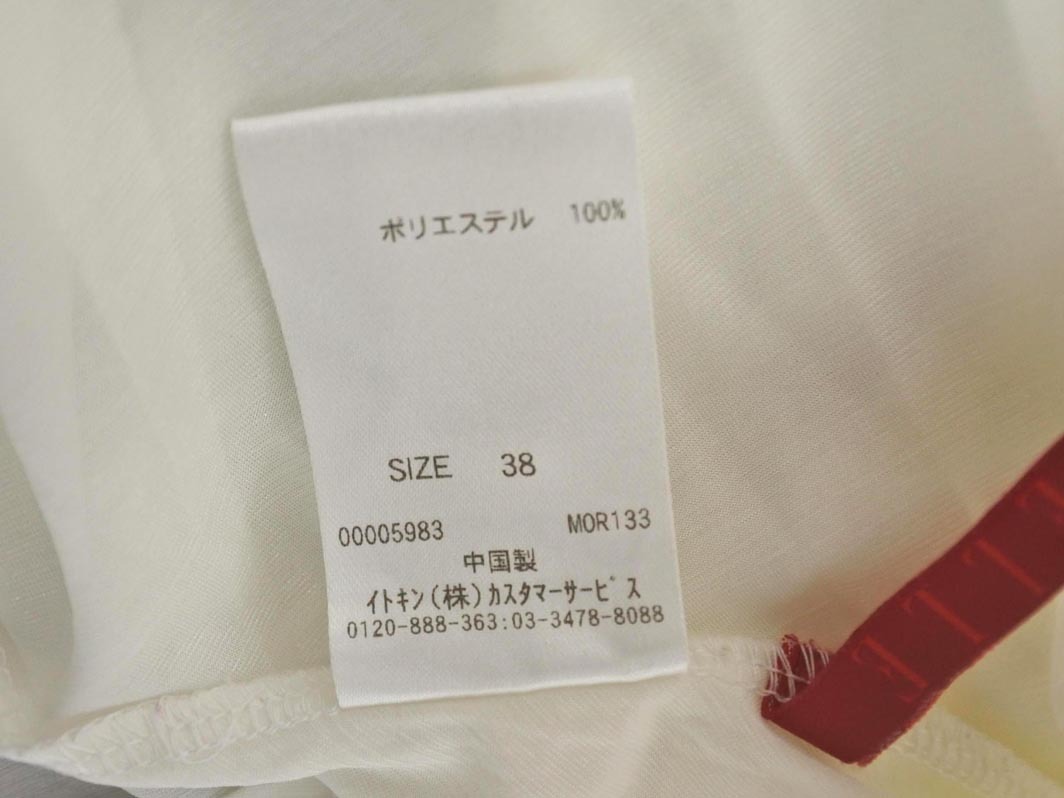 ポリエステル 100%
SIZE 38
00005983 MOR133
中国製
イトキン(株)カスタマーサービス
0120-888-363:03-3478-8088